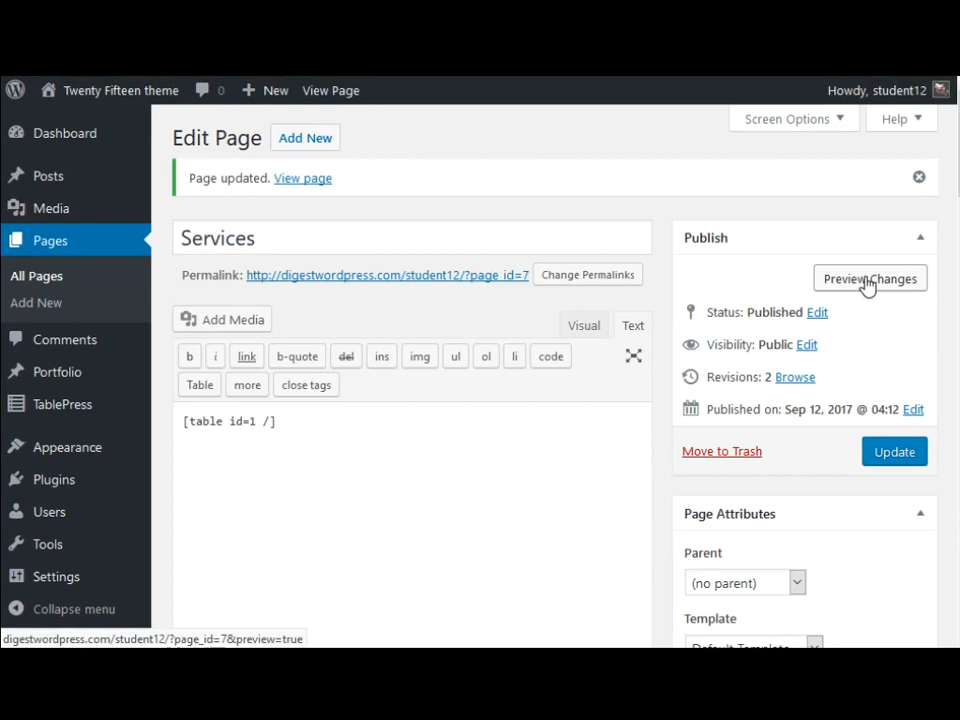 Twenty Fifteen theme 0 New View Page Howdy, student12
Screen Options Help
Dashboard
Posts
Media
Pages
All Pages
Add New
Comments
Portfolio
TablePress
Appearance
Plugins
Users
Tools
Settings
Collapse menu
Edit Page Add New
Page updated. View page
Services
Permalink: http://digestwordpress.com/student12/?page_id=7 Change Permalinks
Add Media
Visual Text
b i link b-quote del ins img ul ol li code
Table more close tags
[table id=1 /]
Publish
Preview Changes
Status: Published Edit
Visibility: Public Edit
Revisions: 2 Browse
Published on: Sep 12, 2017 @ 04:12 Edit
Move to Trash Update
Page Attributes
Parent
(no parent)
Template
Default Template
digestwordpress.com/student12/?page_id=7&preview=true